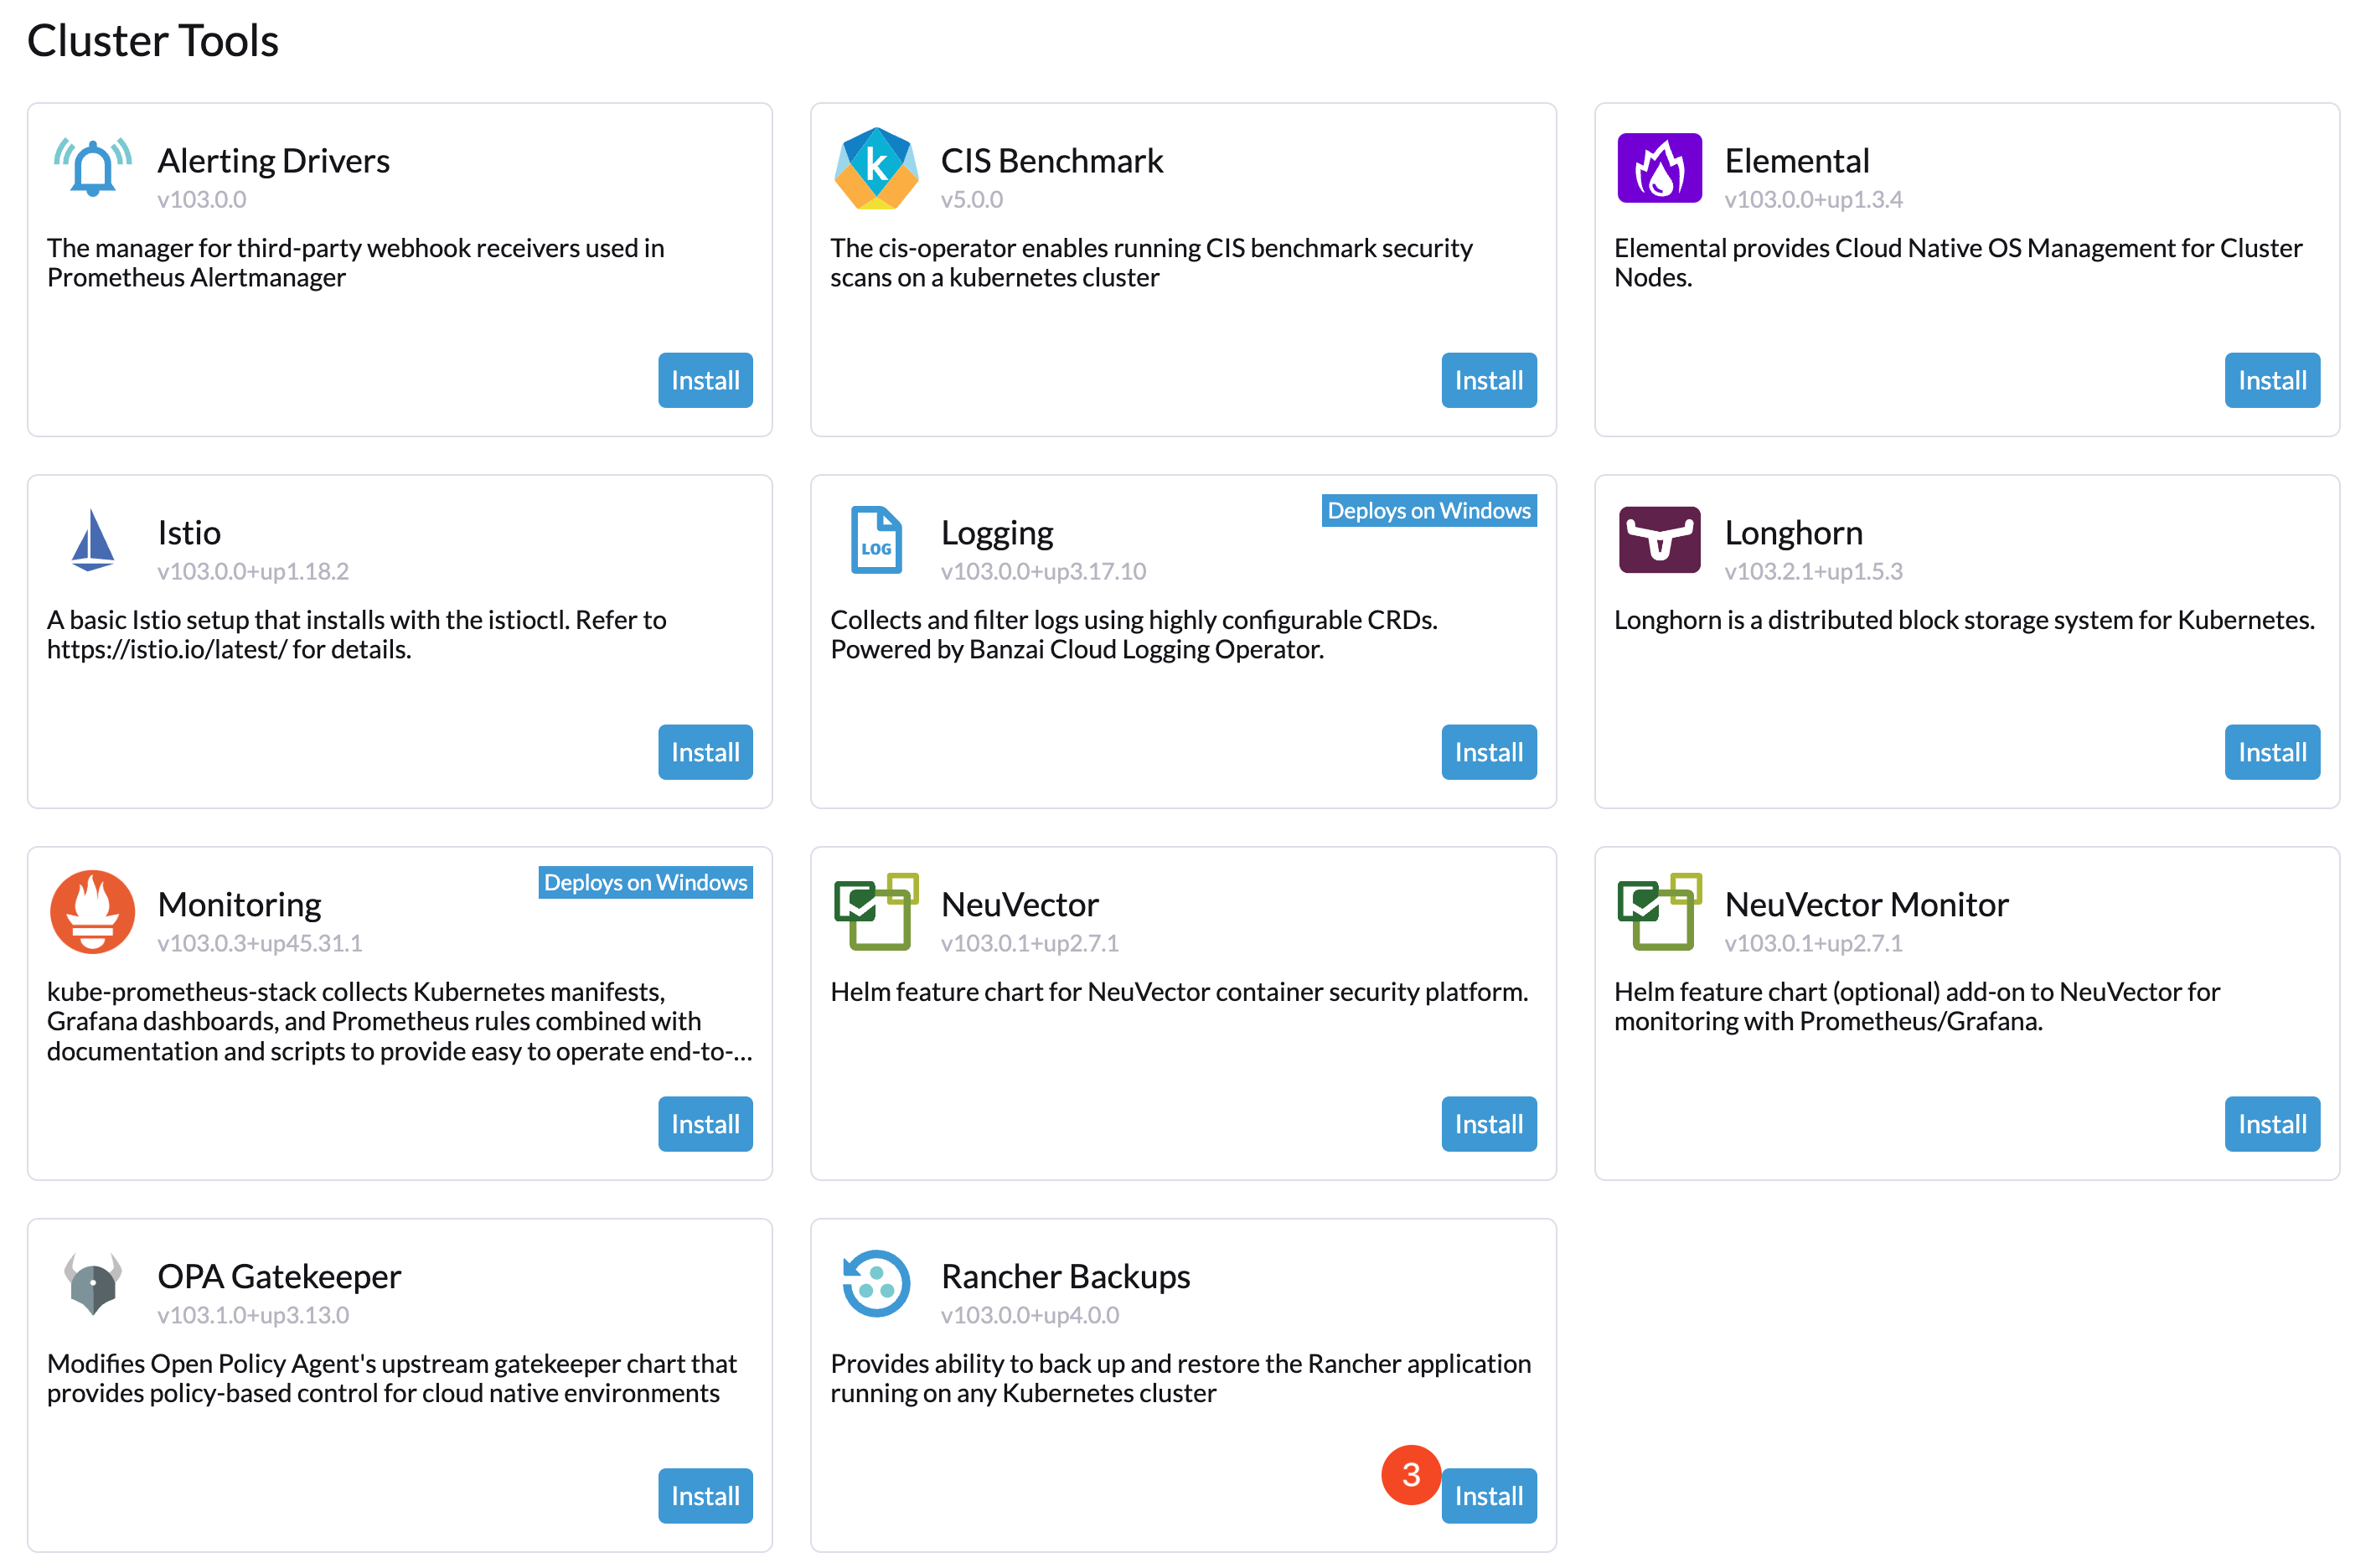 Cluster Tools
Alerting Drivers
v103.0.0
The manager for third-party webhook receivers used in
Prometheus Alertmanager
Install
k
CIS Benchmark
v5.0.0
The cis-operator enables running CIS benchmark security
scans on a kubernetes cluster
Install
Elemental
v103.0.0+up1.3.4
Elemental provides Cloud Native OS Management for Cluster
Nodes.
Install
Istio
v103.0.0+up1.18.2
A basic Istio setup that installs with the istioctl. Refer to
https://istio.io/latest/ for details.
Install
Deploys on Windows
LOG
Logging
v103.0.0+up3.17.10
Collects and filter logs using highly configurable CRDs.
Powered by Banzai Cloud Logging Operator.
Install
Longhorn
v103.2.1+up1.5.3
Longhorn is a distributed block storage system for Kubernetes.
Install
Deploys on Windows
Monitoring
v103.0.3+up45.31.1
kube-prometheus-stack collects Kubernetes manifests,
Grafana dashboards, and Prometheus rules combined with
documentation and scripts to provide easy to operate end-to-...
Install
NeuVector
v103.0.1+up2.7.1
Helm feature chart for NeuVector container security platform.
Install
NeuVector Monitor
v103.0.1+up2.7.1
Helm feature chart (optional) add-on to NeuVector for
monitoring with Prometheus/Grafana.
Install
OPA Gatekeeper
v103.1.0+up3.13.0
Modifies Open Policy Agent's upstream gatekeeper chart that
provides policy-based control for cloud native environments
Install
Rancher Backups
v103.0.0+up4.0.0
Provides ability to back up and restore the Rancher application
running on any Kubernetes cluster
3
Install